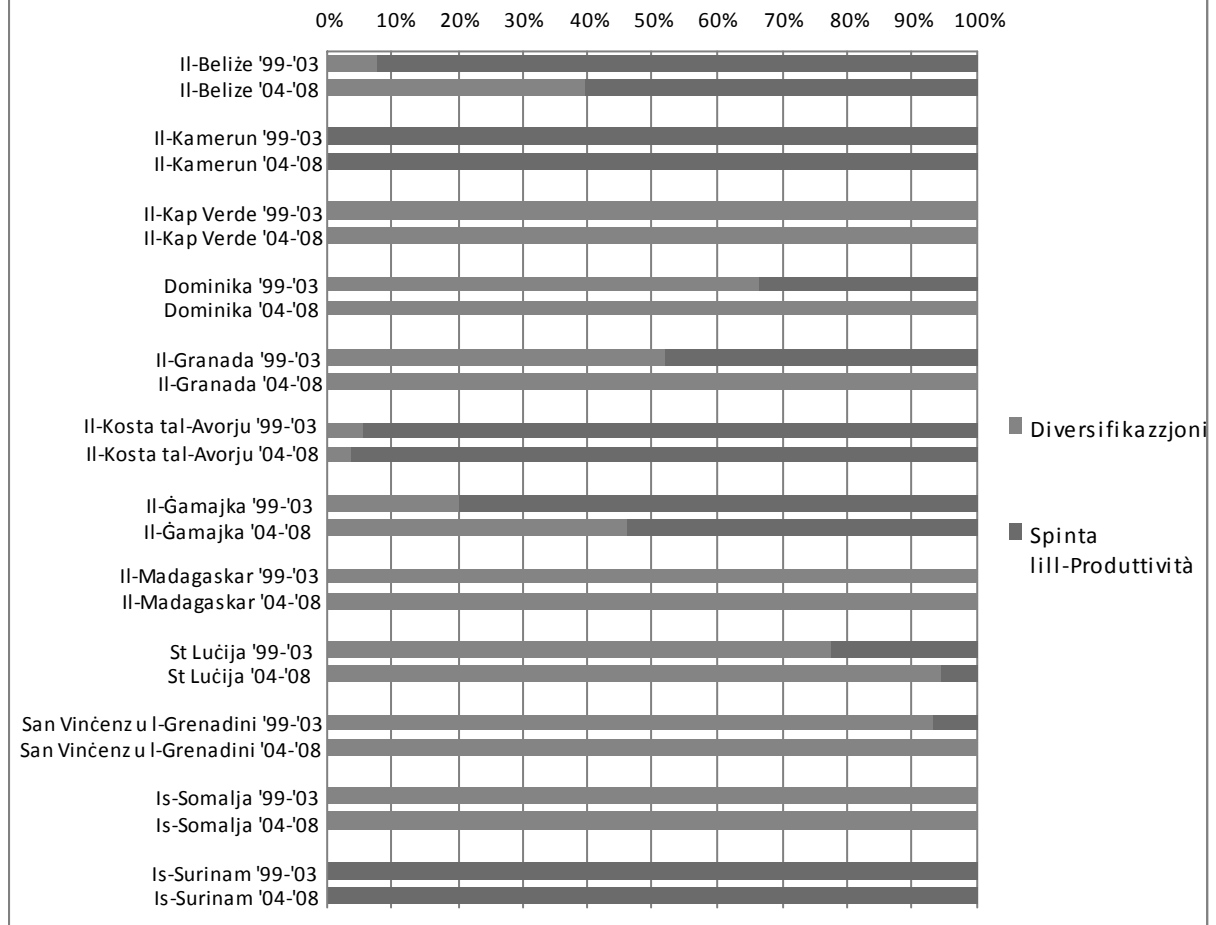 0% 10% 20% 30% 40% 50% 60% 70% 80% 90% 100%
Il-Beliże '99-'03
Il-Belize '04-'08
Il-Kamerun '99-'03
Il-Kamerun '04-'08
Il-Kap Verde '99-'03
Il-Kap Verde '04-'08
Dominika '99-'03
Dominika '04-'08
Il-Granada '99-'03
Il-Granada '04-'08
Il-Kosta tal-Avorju '99-'03
Il-Kosta tal-Avorju '04-'08
Il-Ġamajka '99-'03
Il-Ġamajka '04-'08
Il-Madagaskar '99-'03
Il-Madagaskar '04-'08
St Luċija '99-'03
St Luċija '04-'08
San Vinċenz u l-Grenadini '99-'03
San Vinċenz u l-Grenadini '04-'08
Is-Somalja '99-'03
Is-Somalja '04-'08
Is-Surinam '99-'03
Is-Surinam '04-'08
Diversifikazzjoni
Spinta
lill-Produttività